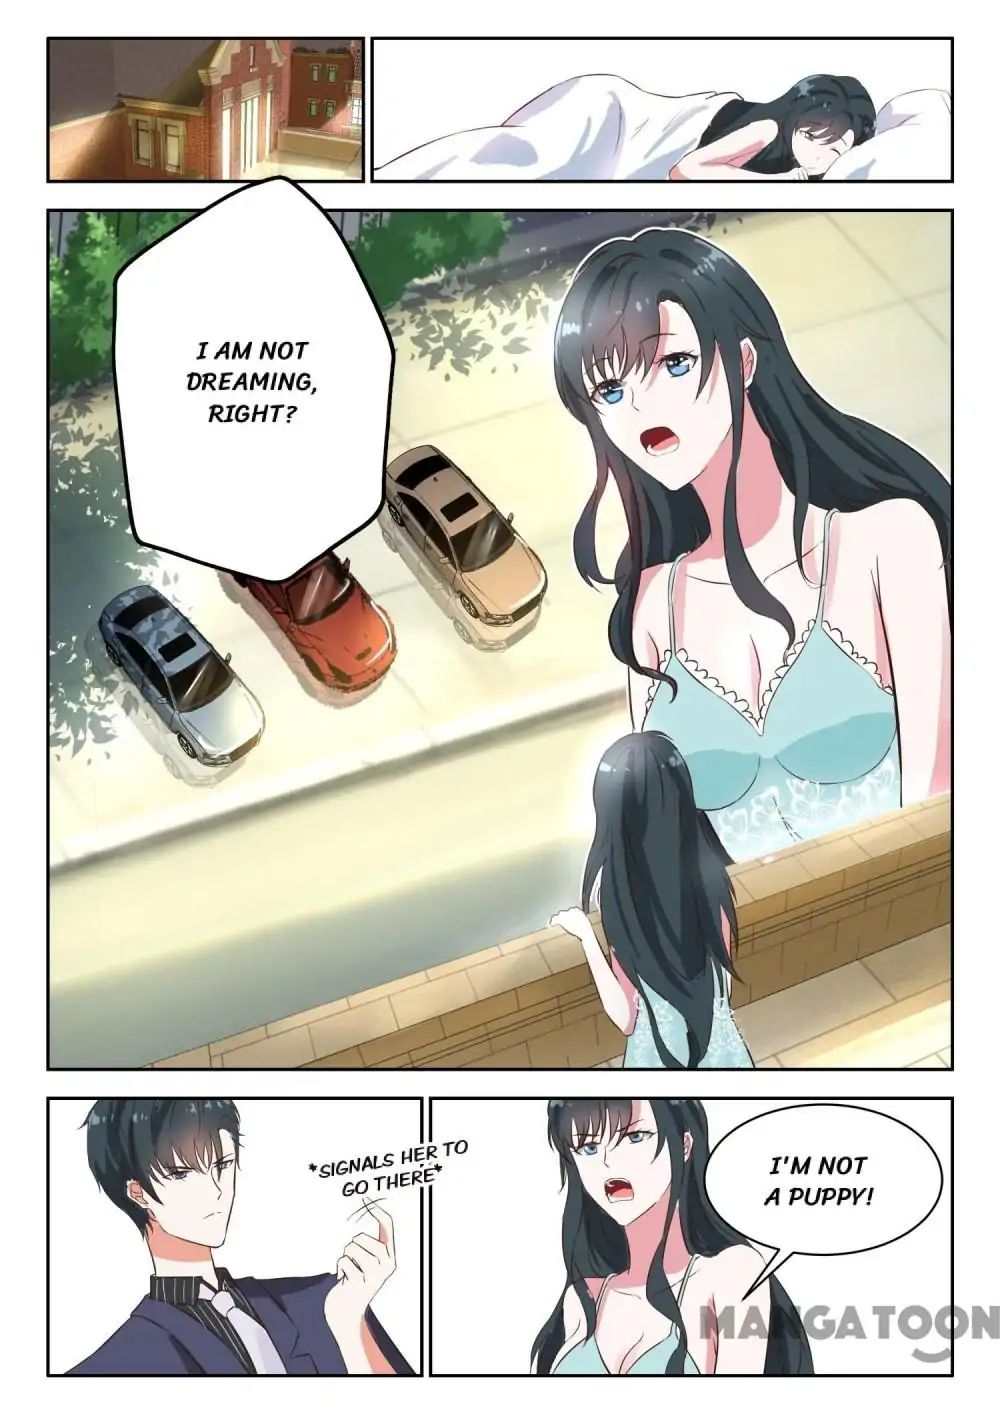 I AM NOT
DREAMING,
RIGHT?
*SIGNALS HER TO
GO THERE*
I'M NOT
A PUPPY!
MANGATOON